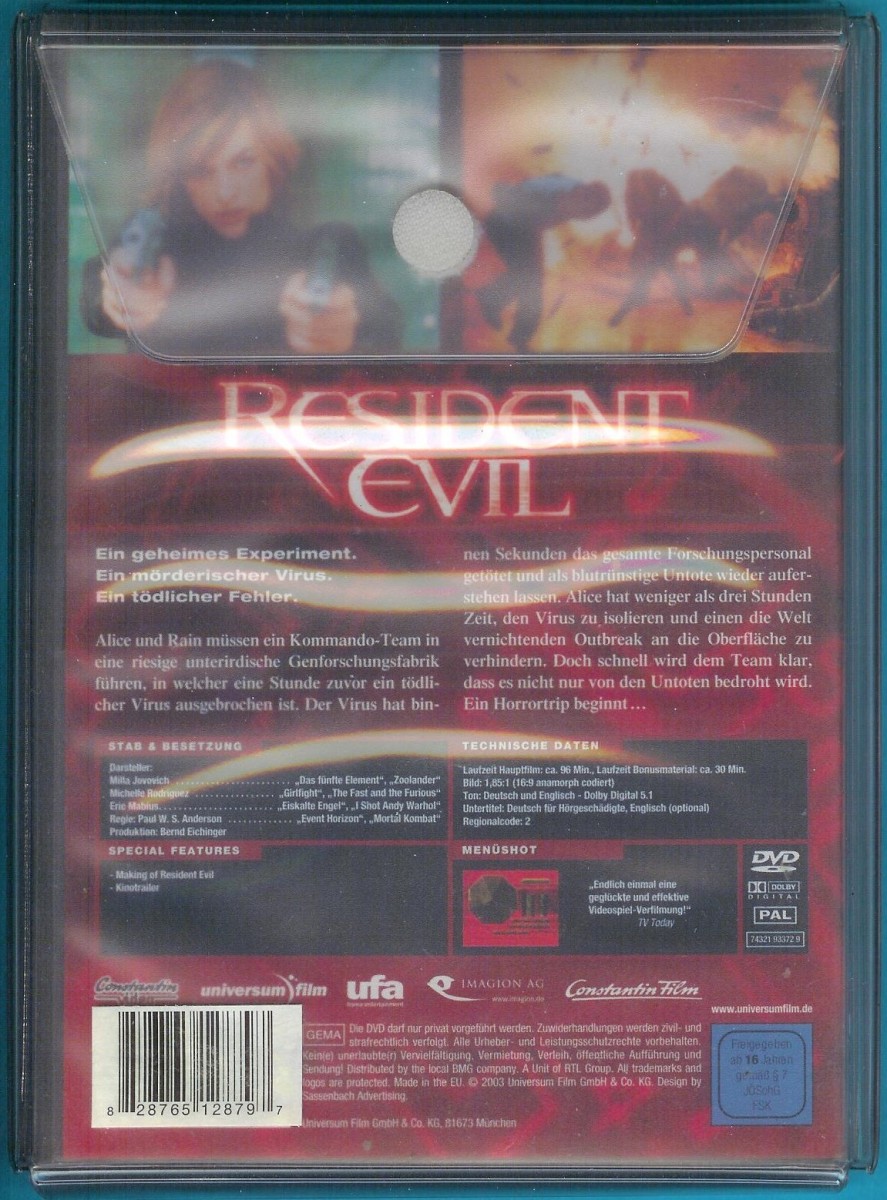 RESIDENT
EVIL
Ein geheimes Experiment.
Ein mörderischer Virus.
Ein tödlicher Fehler.
Alice und Rain müssen ein Kommando-Team in
eine riesige unterirdische Genforschungsfabrik
führen, in welcher eine Stunde zuvor ein tödli-
cher Virus ausgebrochen ist. Der Virus hat bin-
nen Sekunden das gesamte Forschungspersonal
getötet und als blutrünstige Untote wieder aufer-
stehen lassen. Alice hat weniger als drei Stunden
Zeit, den Virus zu isolieren und einen die Welt
vernichtenden Outbreak an die Oberfläche zu
verhindern. Doch schnell wird dem Team klar,
dass es nicht nur von den Untoten bedroht wird.
Ein Horrortrip beginnt...
STAB & BESETZUNG
Darsteller:
Milla Jovovich .......................... „Das fünfte Element“, „Zoolander“
Michelle Rodriguez .......... „Girlfight“, „The Fast and the Furious“
Eric Mabius.......................... „Eiskalte Engel“, „I Shot Andy Warhol“
Regie: Paul W. S. Anderson ............. „Event Horizon“, „Mortal Kombat“
Produktion: Bernd Eichinger
TECHNISCHE DATEN
Laufzeit Hauptfilm: ca. 96 Min., Laufzeit Bonusmaterial: ca. 30 Min.
Bild: 1,85:1 (16:9 anamorph codiert)
Ton: Deutsch und Englisch - Dolby Digital 5.1
Untertitel: Deutsch für Hörgeschädigte, Englisch (optional)
Regionalcode: 2
SPECIAL FEATURES
- Making of Resident Evil
- Kinotrailer
MENÜSHOT
„Endlich einmal eine
geglückte und effektive
Videospiel-Verfilmung!“
TV Today
DVD
DOLBY
DIGITAL
PAL
74321 93372 9
Constantin
Film
universum film
ufa
IMAGION AG
www.imagion.de
Constantin Film
www.universumfilm.de
GEMA
Die DVD darf nur privat vorgeführt werden. Zuwiderhandlungen werden zivil- und
strafrechtlich verfolgt. Alle Urheber- und Leistungsschutzrechte vorbehalten.
Kein(e) unerlaubte(r) Vervielfältigung, Vermietung, Verleih, öffentliche Aufführung und
Sendung! Distributed by the local BMG company. A Unit of RTL Group. All trademarks and
logos are protected. Made in the EU. © 2003 Universum Film GmbH & Co. KG. Design by
Sassenbach Advertising.
Universum Film GmbH & Co. KG, 81673 München
8 28765 12879 7
Freigegeben
ab 16 Jahren
gemäß § 7
JÖSchG
FSK